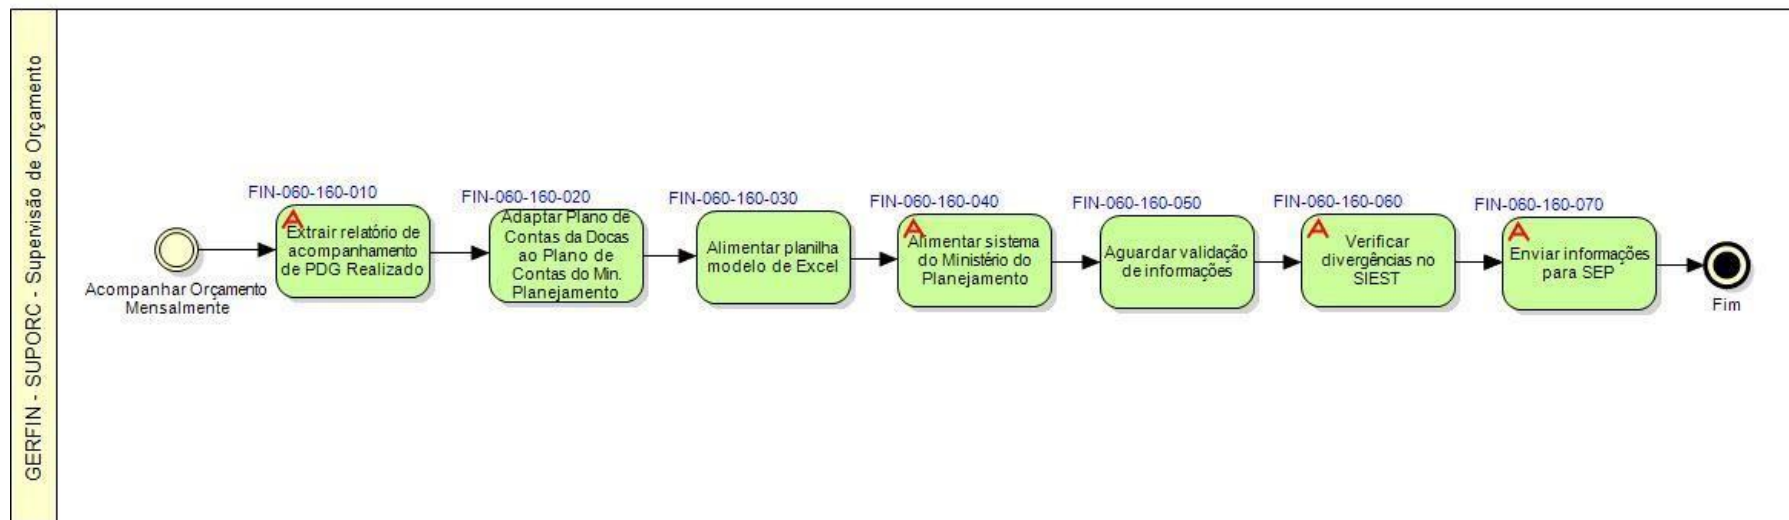 GERFIN - SUPORC - Supervisão de Orçamento
Acompanhar Orçamento
Mensalmente
FIN-060-160-010
A
Extrair relatório de
acompanhamento
de PDG Realizado
FIN-060-160-020
Adaptar Plano de
Contas da Docas
ao Plano de
Contas do Min.
Planejamento
FIN-060-160-030
Alimentar planilha
modelo de Excel
FIN-060-160-040
A
Alimentar sistema
do Ministério do
Planejamento
FIN-060-160-050
Aguardar validação
de informações
FIN-060-160-060
A
Verificar
divergências no
SIEST
FIN-060-160-070
A
Enviar informações
para SEP
Fim